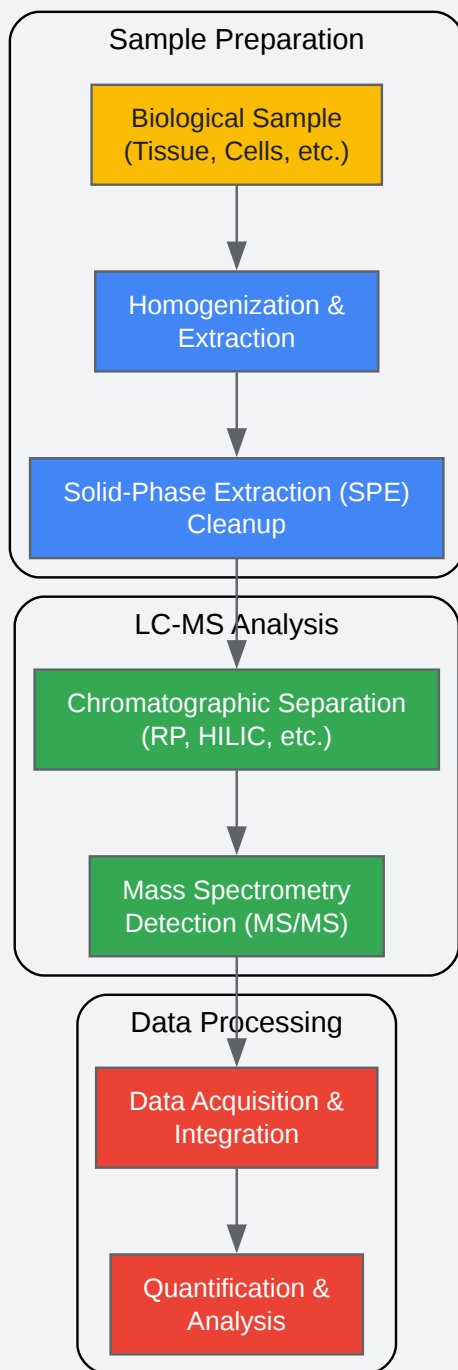 Sample Preparation
Biological Sample
(Tissue, Cells, etc.)
Homogenization &
Extraction
Solid-Phase Extraction (SPE)
Cleanup
LC-MS Analysis
Chromatographic Separation
(RP, HILIC, etc.)
Mass Spectrometry
Detection (MS/MS)
Data Processing
Data Acquisition &
Integration
Quantification &
Analysis